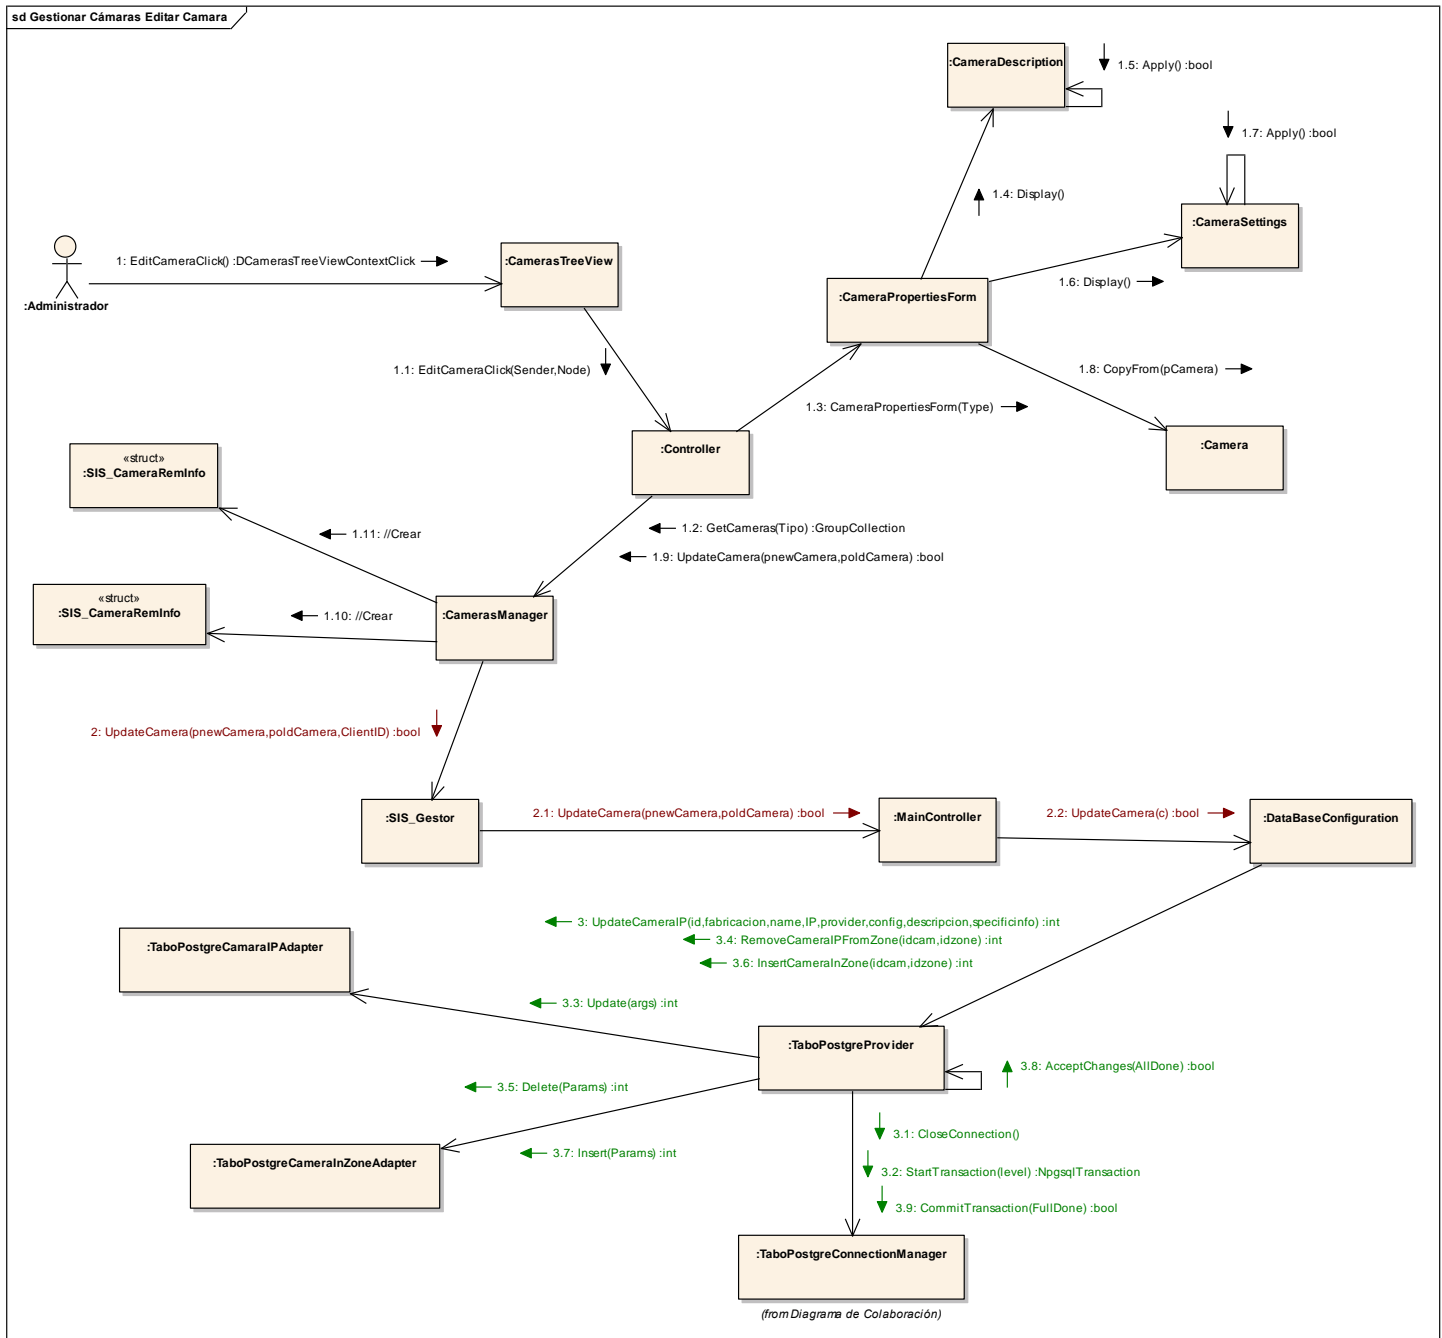 sd Gestionar Cámaras Editar Camara
:CameraDescription
1.5: Apply() :bool
1.7: Apply() :bool
1.4: Display()
:CameraSettings
1: EditCameraClick() :DCamerasTreeViewContextClick
:CamerasTreeView
:Administrador
1.6: Display()
:CameraPropertiesForm
1.1: EditCameraClick(Sender,Node)
1.8: CopyFrom(pCamera)
1.3: CameraPropertiesForm(Type)
:Controller
:Camera
«struct»
:SIS_CameraRemInfo
1.11: //Crear
1.2: GetCameras(Tipo) :GroupCollection
1.9: UpdateCamera(pnewCamera,poldCamera) :bool
«struct»
:SIS_CameraRemInfo
1.10: //Crear
:CamerasManager
2: UpdateCamera(pnewCamera,poldCamera,ClientID) :bool
:SIS_Gestor
2.1: UpdateCamera(pnewCamera,poldCamera) :bool
:MainController
2.2: UpdateCamera(c) :bool
:DataBaseConfiguration
3: UpdateCameraIP(id,fabricacion,name,IP,provider,config,descripcion,specificinfo) :int
3.4: RemoveCameraIPFromZone(idcam,idzone) :int
3.6: InsertCameraInZone(idcam,idzone) :int
:TaboPostgreCamaraIPAdapter
3.3: Update(args) :int
:TaboPostgreProvider
3.8: AcceptChanges(AllDone) :bool
3.5: Delete(Params) :int
3.1: CloseConnection()
3.7: Insert(Params) :int
:TaboPostgreCameraInZoneAdapter
3.2: StartTransaction(level) :NpgsqlTransaction
3.9: CommitTransaction(FullDone) :bool
:TaboPostgreConnectionManager
(from Diagrama de Colaboración)